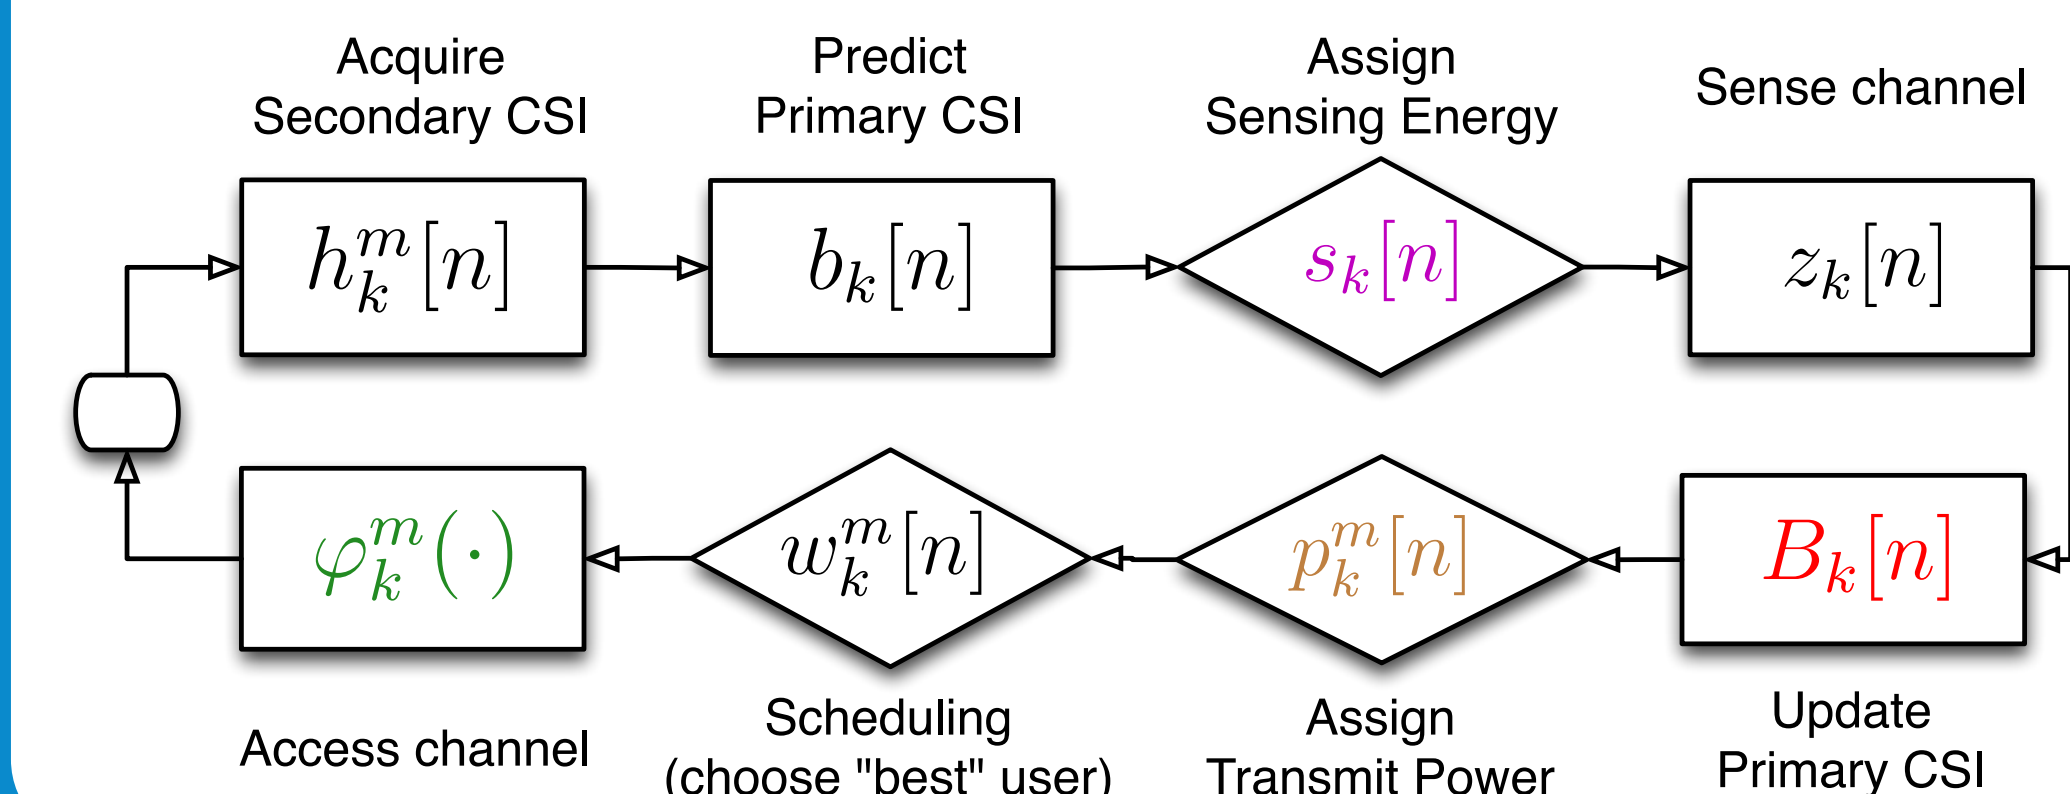 Acquire
Secondary CSI
Predict
Primary CSI
Assign
Sensing Energy
Sense channel
h_k^m[n]
b_k[n]
s_k[n]
z_k[n]
φ_k^m(·)
w_k^m[n]
p_k^m[n]
B_k[n]
Access channel
Scheduling
(choose "best" user)
Assign
Transmit Power
Update
Primary CSI